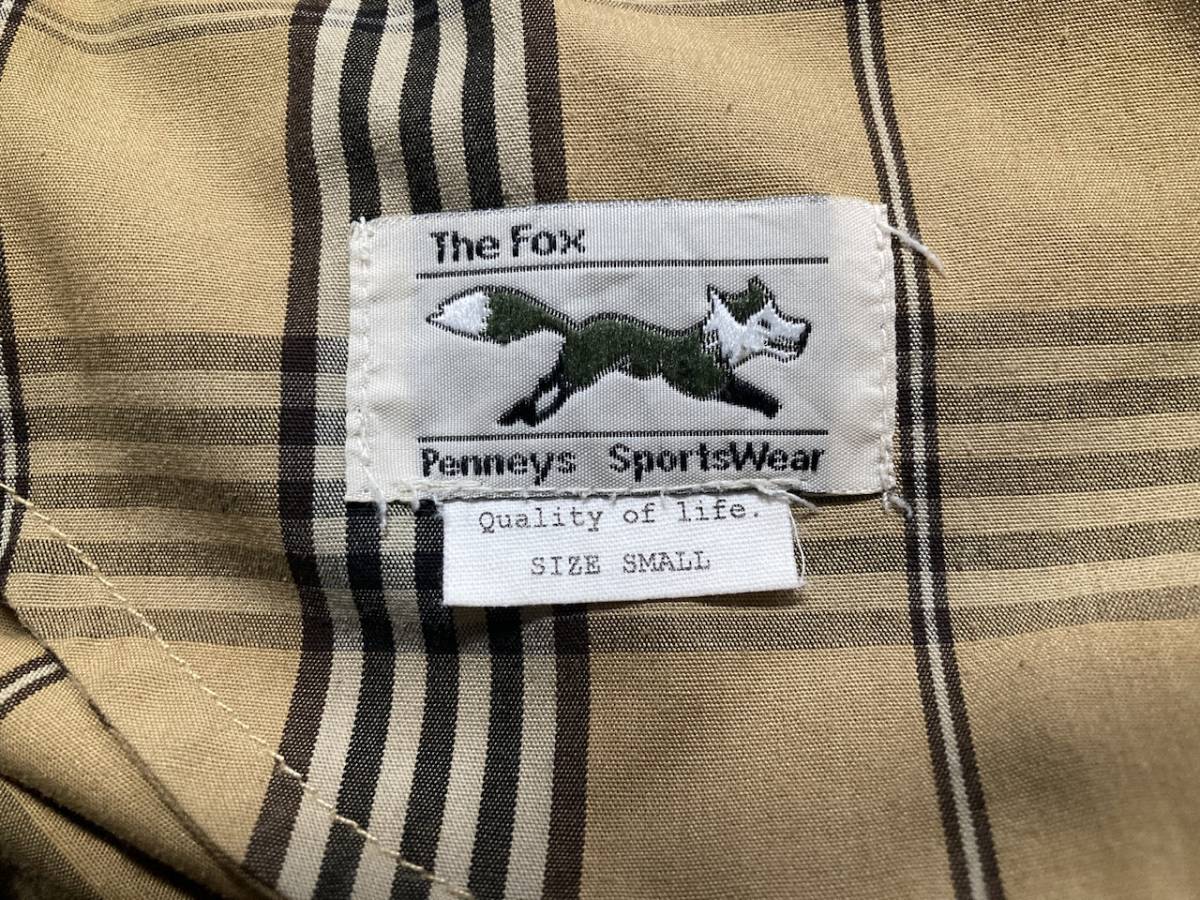 The Fox
Penneys SportsWear
Quality of life.
SIZE SMALL